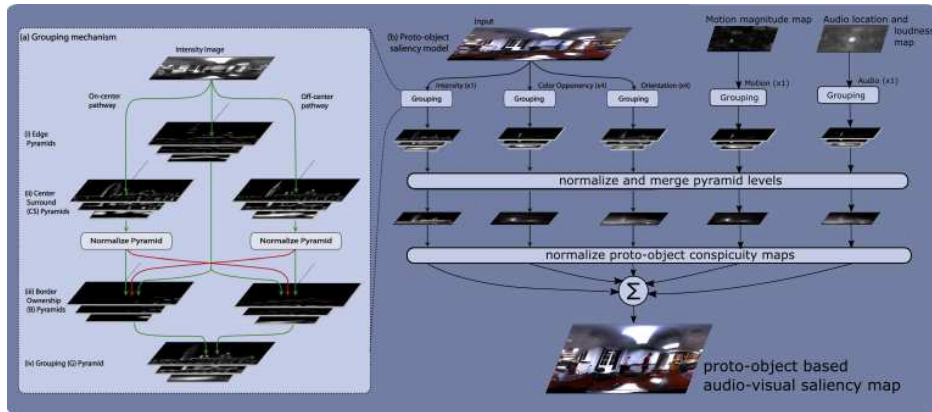 (a) Grouping mechanism
Intensity Image
On-center
pathway
Off-center
pathway
(i) Edge
Pyramids
(ii) Center
Surround
(CS) Pyramids
Normalize Pyramid
Normalize Pyramid
(iii) Border
Ownership
(B) Pyramids
(iv) Grouping (G) Pyramid
Input
(b) Proto-object
saliency model
Motion magnitude map
Audio location and
loudness
map
Intensity (x1)
Color Opponency (x4)
Orientation (x4)
Motion (x1)
Audio (x1)
Grouping
Grouping
Grouping
Grouping
Grouping
normalize and merge pyramid levels
normalize proto-object conspicuity maps
Σ
proto-object based
audio-visual saliency map